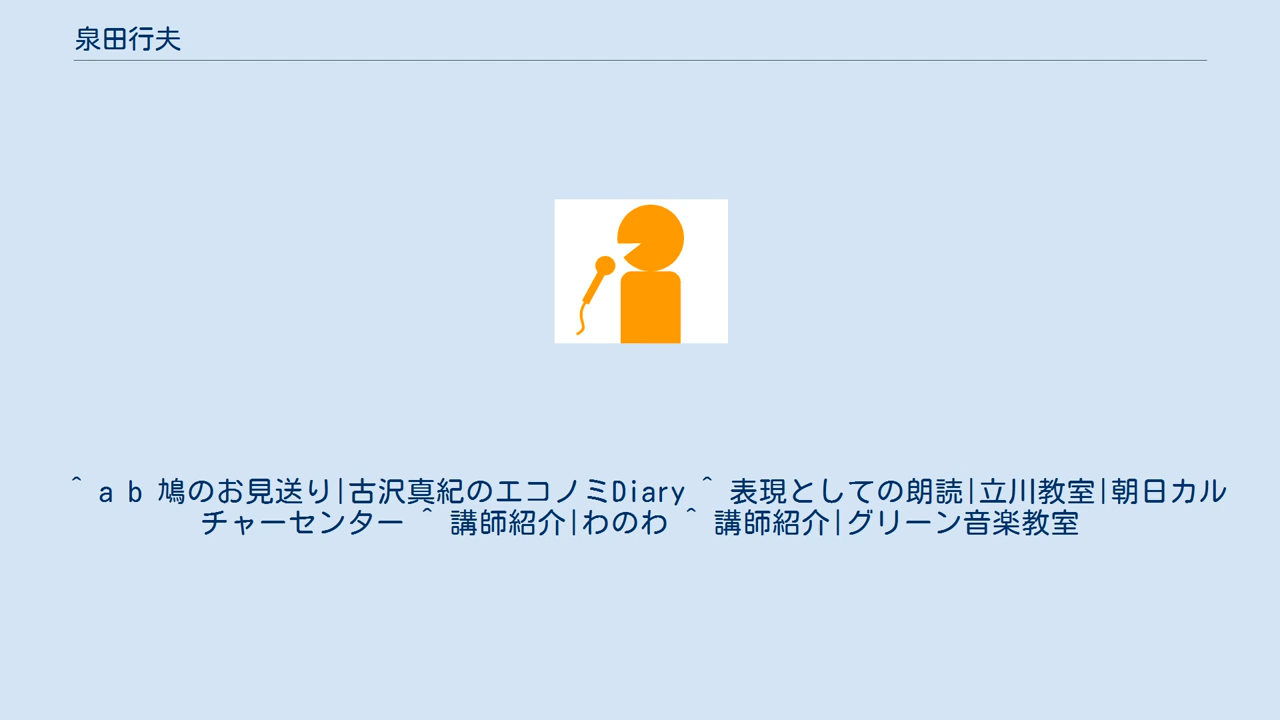 泉田行夫
^ a b 鳩のお見送り|古沢真紀のエコノミDiary ^ 表現としての朗読|立川教室|朝日カル
チャーセンター ^ 講師紹介|わのわ ^ 講師紹介|グリーン音楽教室